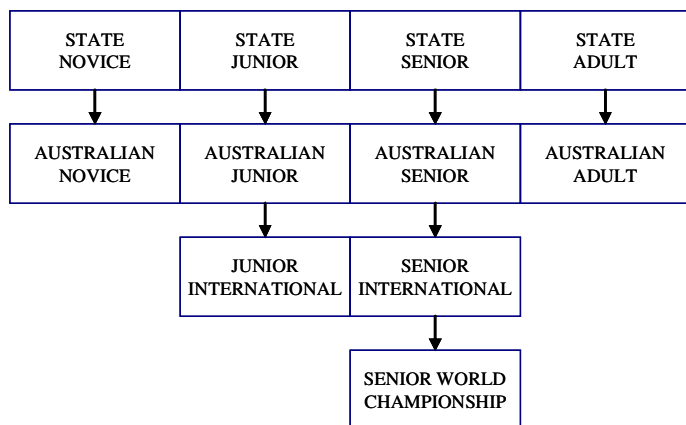 STATE
NOVICE
STATE
JUNIOR
STATE
SENIOR
STATE
ADULT
AUSTRALIAN
NOVICE
AUSTRALIAN
JUNIOR
AUSTRALIAN
SENIOR
AUSTRALIAN
ADULT
JUNIOR
INTERNATIONAL
SENIOR
INTERNATIONAL
SENIOR WORLD
CHAMPIONSHIP